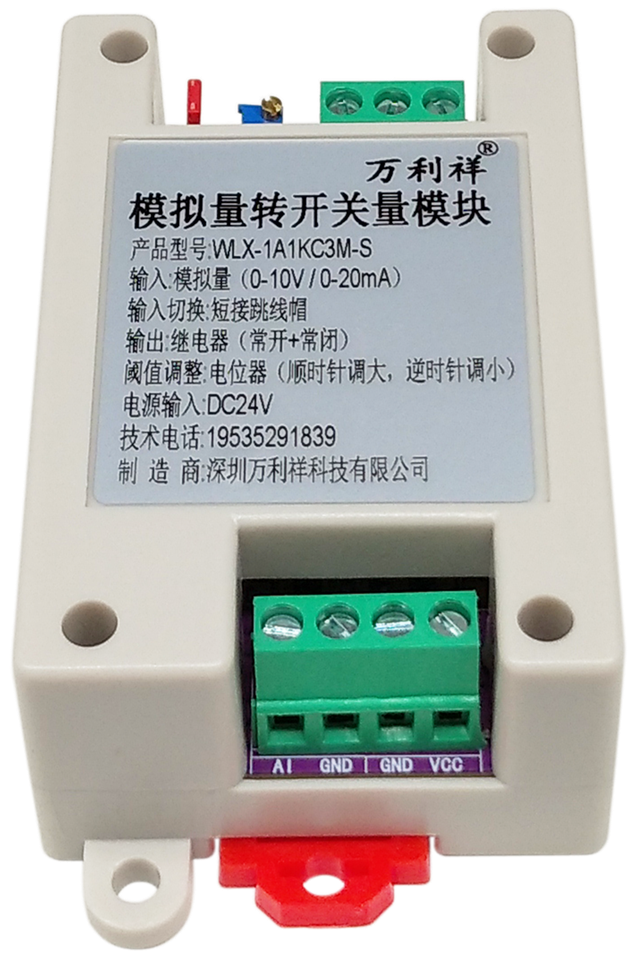 万利祥®
模拟量转开关量模块
产品型号:WLX-1A1KC3M-S
输入:模拟量（0-10V / 0-20mA）
输入切换:短接跳线帽
输出:继电器（常开+常闭）
阈值调整:电位器（顺时针调大，逆时针调小）
电源输入:DC24V
技术电话:19535291839
制 造 商:深圳万利祥科技有限公司
AI GND | GND VCC |